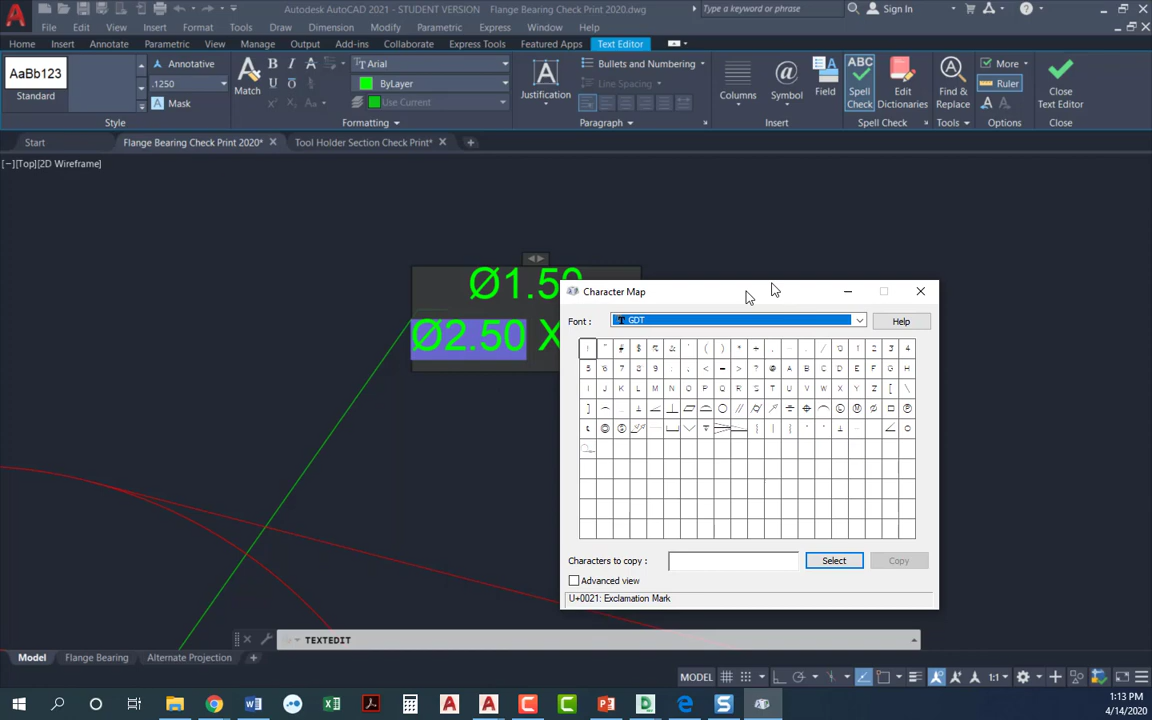 Autodesk AutoCAD 2021 - STUDENT VERSION Flange Bearing Check Print 2020.dwg Type a keyword or phrase Sign In
File Edit View Insert Format Tools Draw Dimension Modify Parametric Express Window Help
Home Insert Annotate Parametric View Manage Output Add-ins Collaborate Express Tools Featured Apps Text Editor
AaBb123
Standard
Annotative
.1250
Mask
Style
Match
Arial
ByLayer
Use Current
Formatting
Justification
Bullets and Numbering
Line Spacing
Paragraph
Columns
Symbol
Field
Insert
ABC
Spell
Check
Edit
Dictionaries
Spell Check
Find &
Replace
Tools
More
Ruler
Options
Close
Text Editor
Close
Start Flange Bearing Check Print 2020* Tool Holder Section Check Print*
[−][Top][2D Wireframe]
Ø1.50
Ø2.50 X
Character Map
Font : GDT Help
Characters to copy : Select Copy
Advanced view
U+0021: Exclamation Mark
TEXTEDIT
Model Flange Bearing Alternate Projection
MODEL 1:1
1:13 PM
4/14/2020